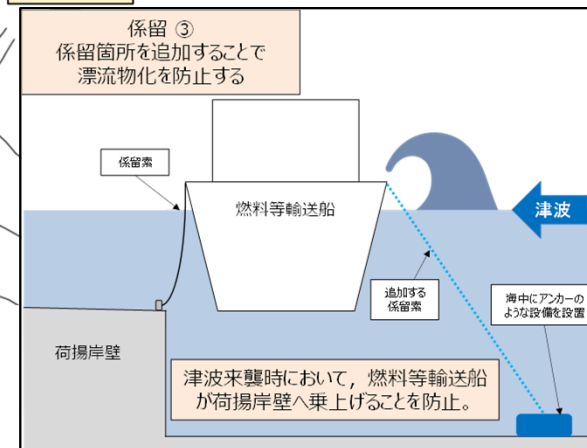 係留 ③
係留箇所を追加することで
漂流物化を防止する
係留索
燃料等輸送船
津波
追加する
係留索
海中にアンカーの
ような設備を設置
荷揚岸壁
津波来襲時において，燃料等輸送船
が荷揚岸壁へ乗上げることを防止。